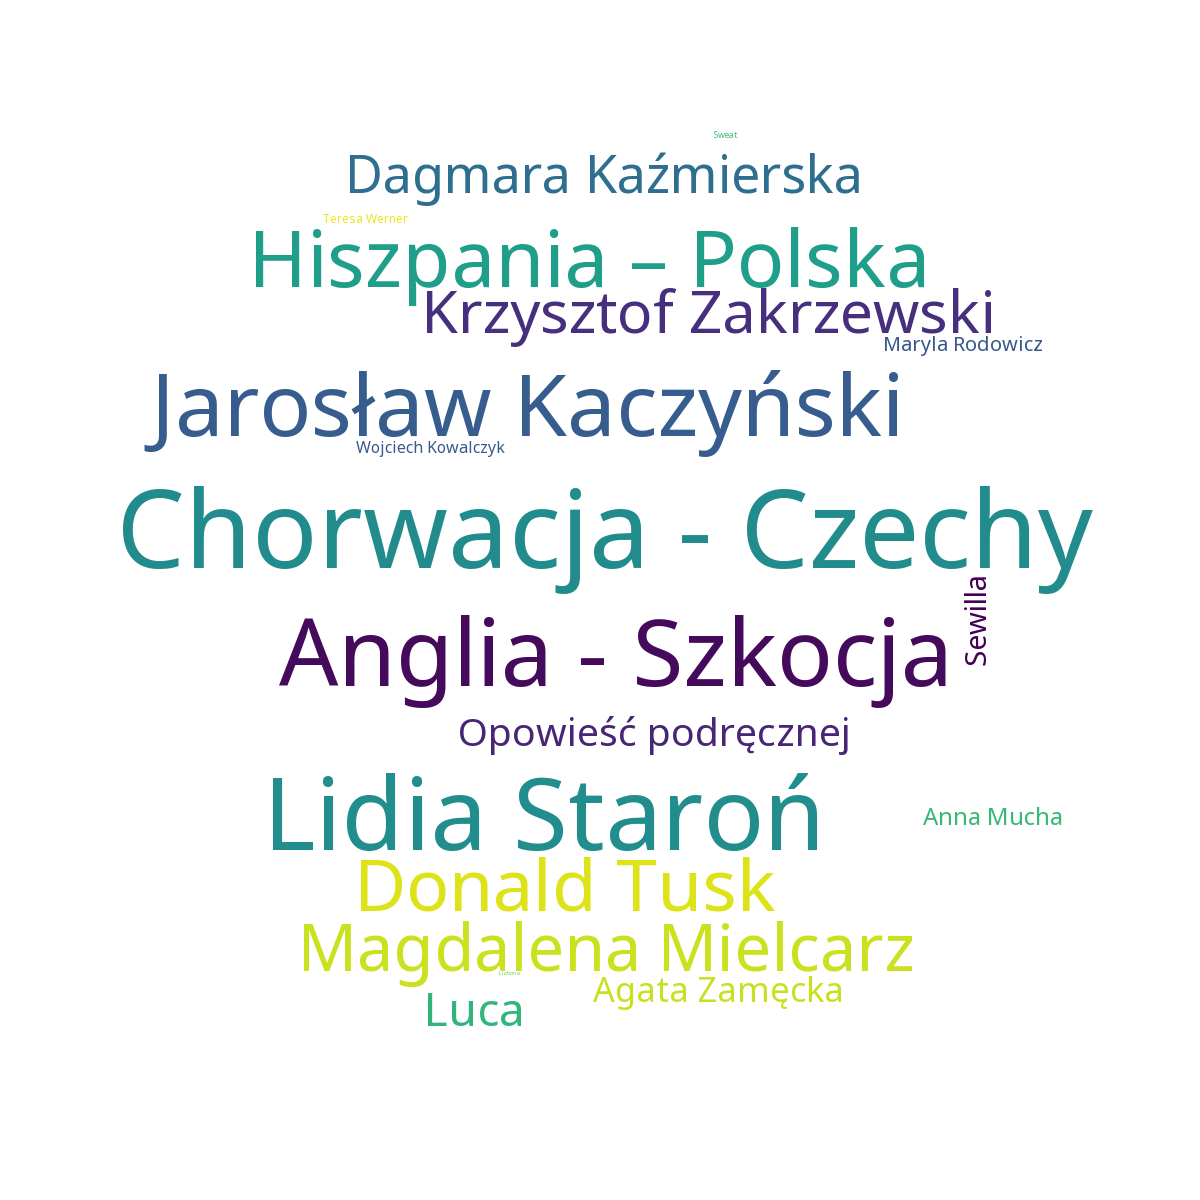 Sweat
Dagmara Kaźmierska
Teresa Werner
Hiszpania – Polska
Krzysztof Zakrzewski
Maryla Rodowicz
Jarosław Kaczyński
Wojciech Kowalczyk
Chorwacja - Czechy
Sewilla
Anglia - Szkocja
Opowieść podręcznej
Lidia Staroń
Anna Mucha
Donald Tusk
Magdalena Mielcarz
Agata Zamęcka
Luca